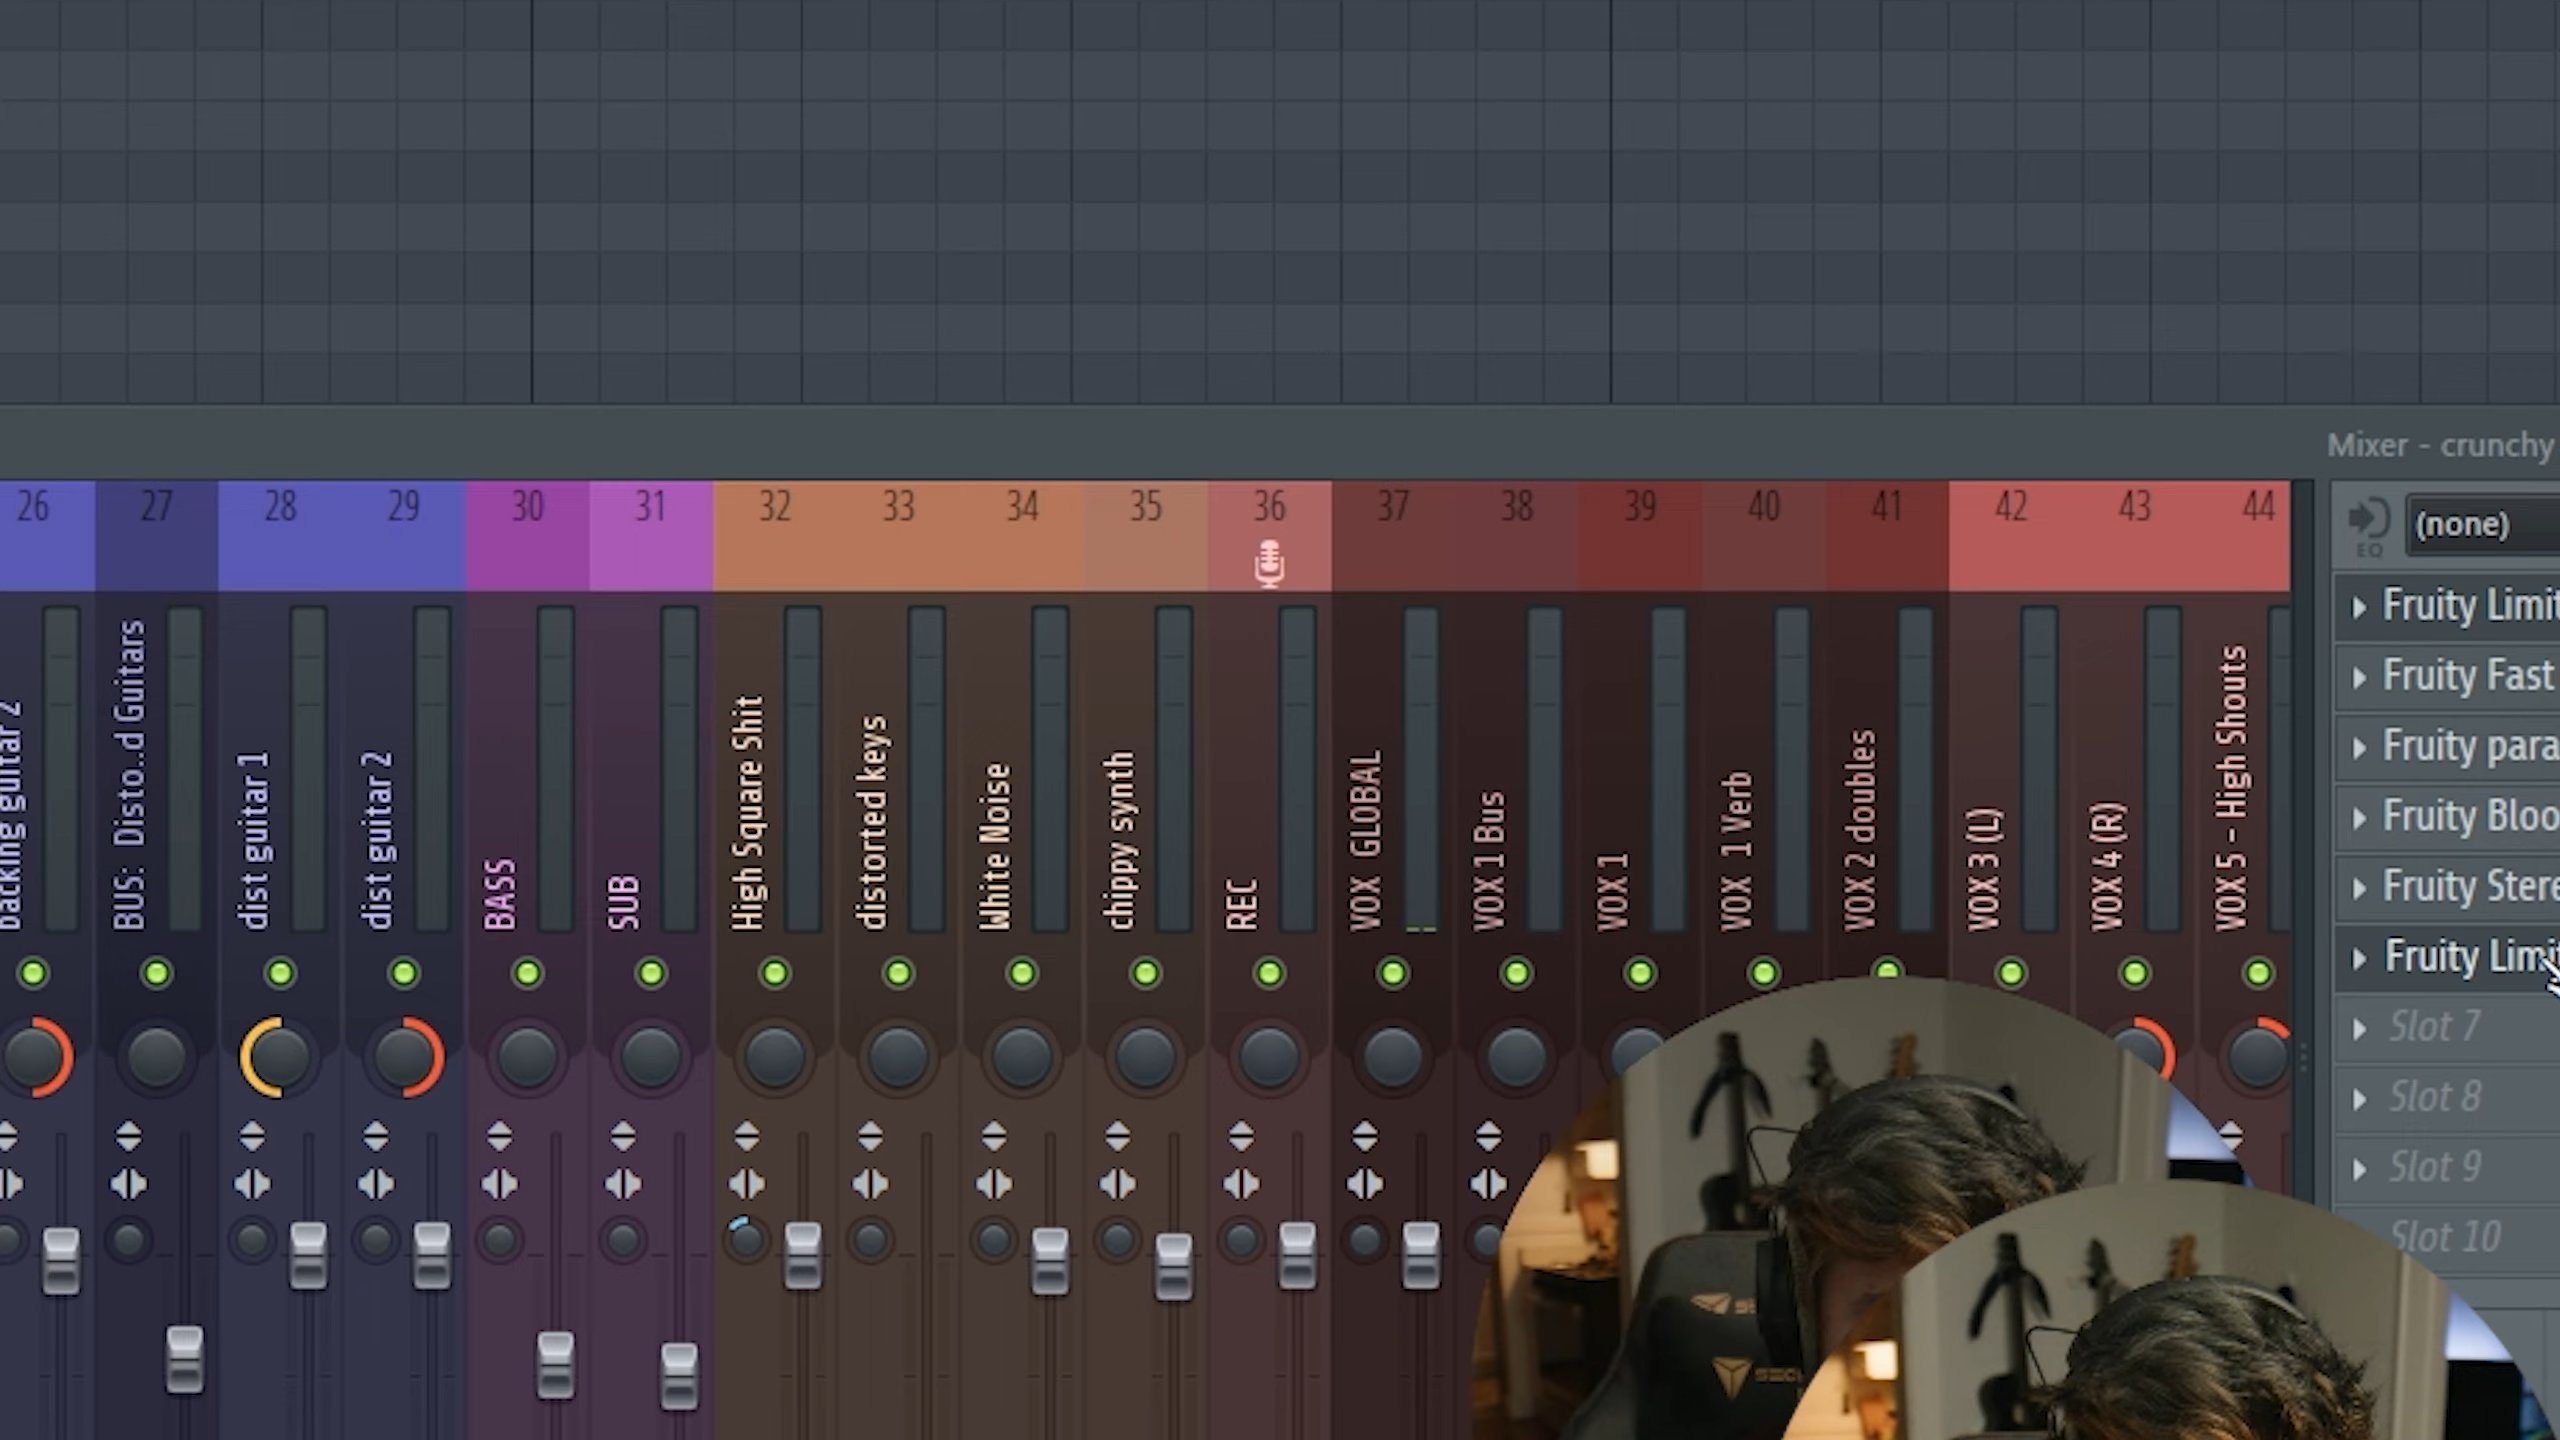 Mixer - crunchy
26 27 28 29 30 31 32 33 34 35 36 37 38 39 40 41 42 43 44
(none)
EQ
backing guitar 2
BUS: Disto..d Guitars
dist guitar 1
dist guitar 2
BASS
SUB
High Square Shit
distorted keys
White Noise
chippy synth
REC
VOX GLOBAL
VOX 1 Bus
VOX 1
VOX 1 Verb
VOX 2 doubles
VOX 3 (L)
VOX 4 (R)
VOX 5 - High Shouts
Fruity Limit
Fruity Fast
Fruity para
Fruity Bloo
Fruity Stere
Fruity Limi
Slot 7
Slot 8
Slot 9
Slot 10